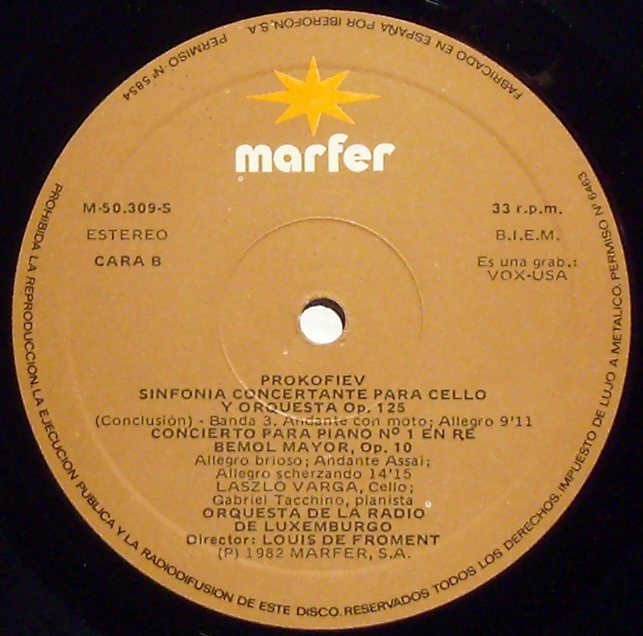 FABRICADO EN ESPAÑA POR IBEROFON, S.A. PERMISO Nº 5854
marfer
M-50.309-S
33 r.p.m.
ESTEREO
B.I.E.M.
CARA B
Es una grab.:
VOX-USA
PROKOFIEV
SINFONIA CONCERTANTE PARA CELLO
Y ORQUESTA Op. 125
(Conclusión) - Banda 3. Andante con moto; Allegro 9'11
CONCIERTO PARA PIANO Nº 1 EN RE
BEMOL MAYOR, Op. 10
Allegro brioso; Andante Assai;
Allegro scherzando 14'15
LASZLO VARGA, Cello;
Gabriel Tacchino, pianista
ORQUESTA DE LA RADIO
DE LUXEMBURGO
Director: LOUIS DE FROMENT
(P) 1982 MARFER, S.A.
PROHIBIDA LA REPRODUCCION, LA EJECUCION PUBLICA Y LA RADIODIFUSION DE ESTE DISCO. RESERVADOS TODOS LOS DERECHOS. IMPUESTO DE LUJO A METALICO. PERMISO Nº 6463